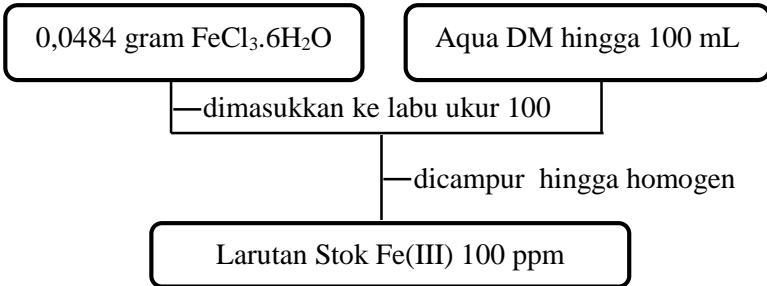 0,0484 gram FeCl₃.6H₂O
Aqua DM hingga 100 mL
dimasukkan ke labu ukur 100
dicampur hingga homogen
Larutan Stok Fe(III) 100 ppm